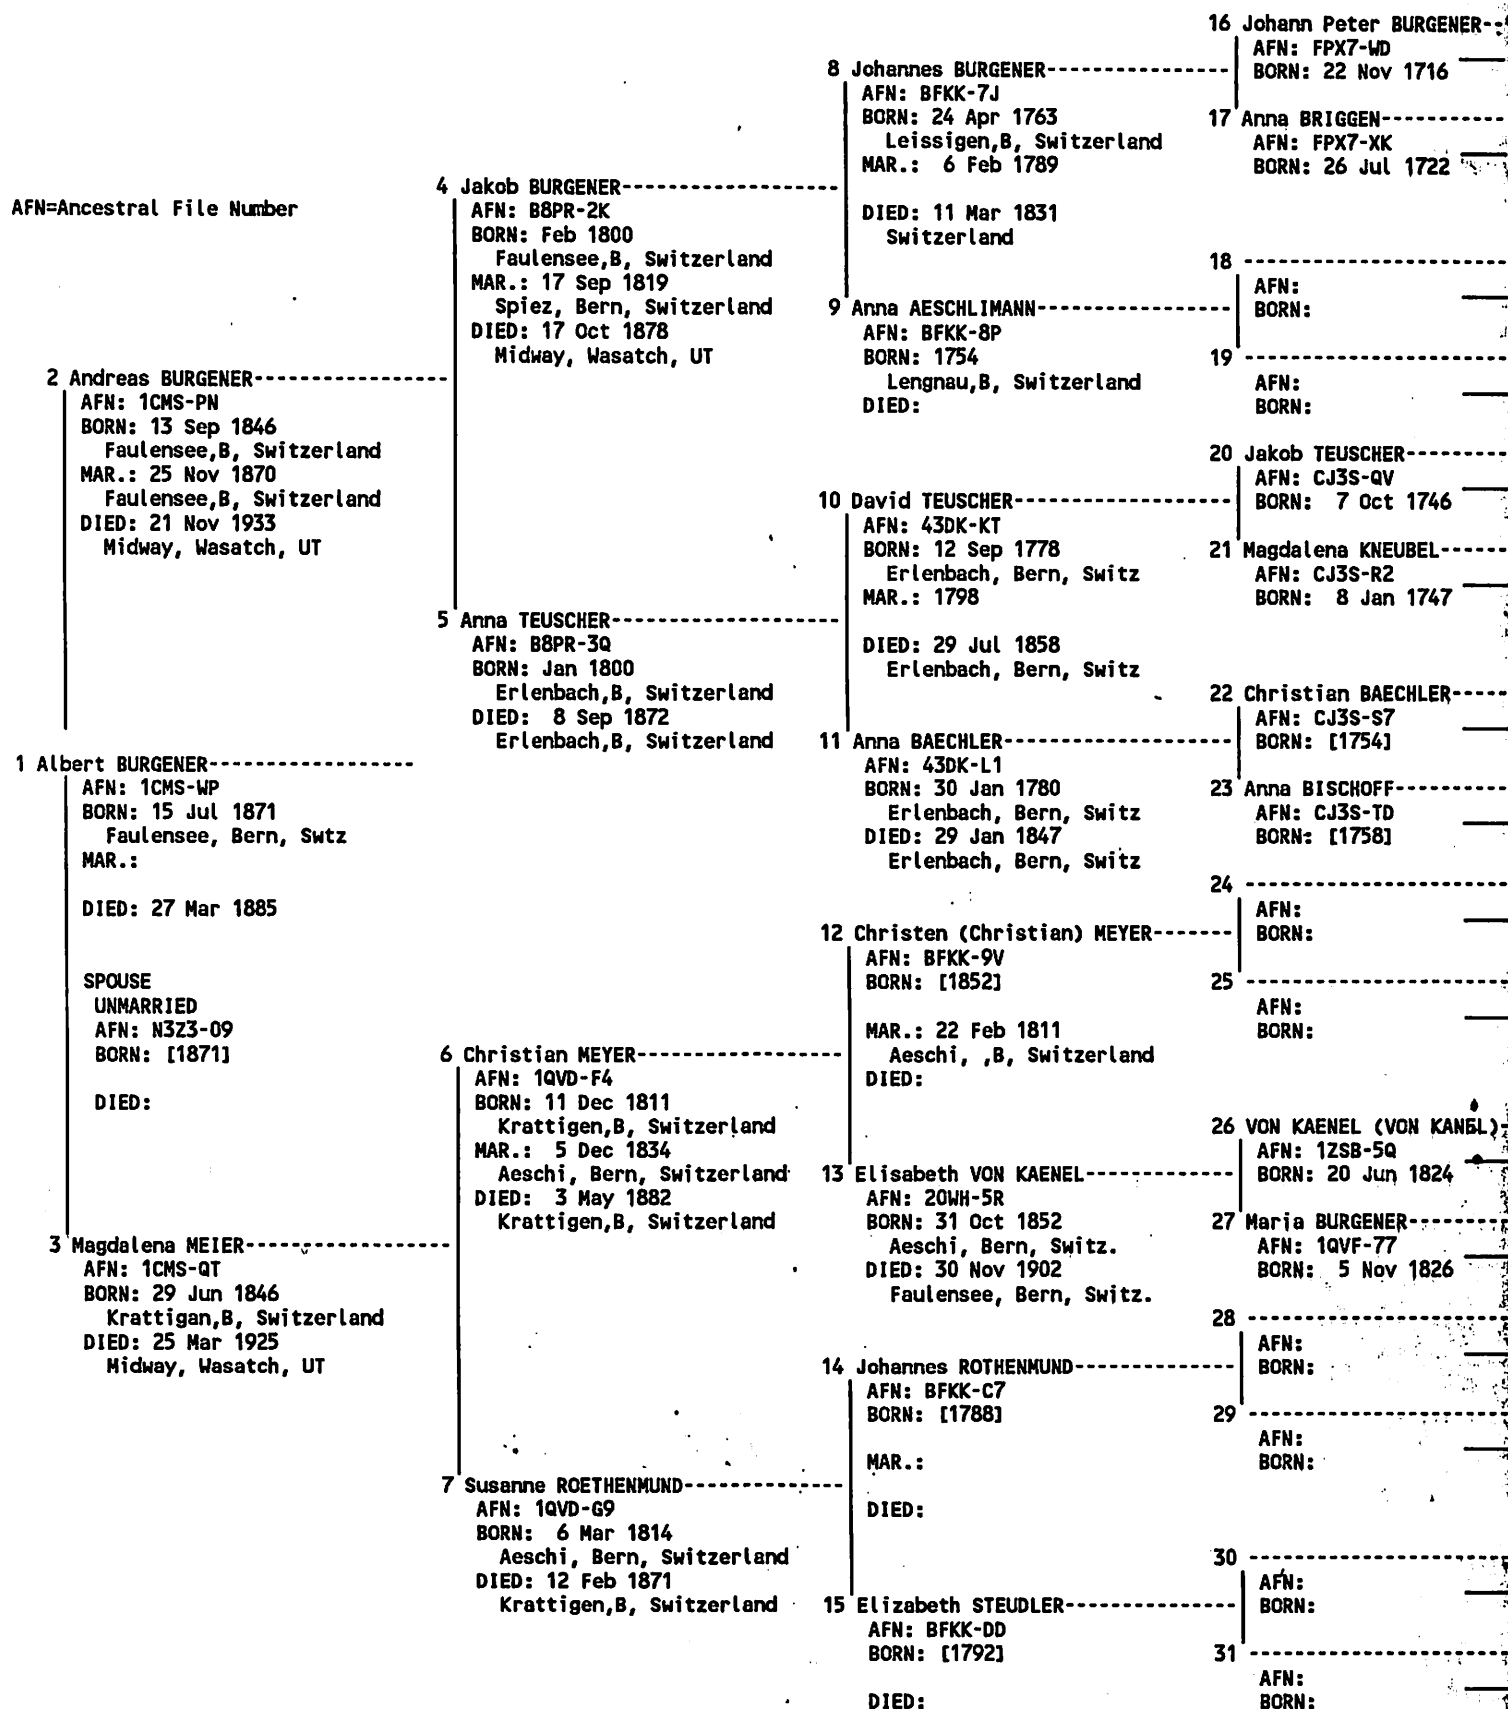 AFN=Ancestral File Number
1 Albert BURGENER-----------------
AFN: 1CMS-WP
BORN: 15 Jul 1871
Faulensee, Bern, Swtz
MAR.:
DIED: 27 Mar 1885
SPOUSE
UNMARRIED
AFN: N3Z3-09
BORN: [1871]
DIED:
2 Andreas BURGENER----------------
AFN: 1CMS-PN
BORN: 13 Sep 1846
Faulensee,B, Switzerland
MAR.: 25 Nov 1870
Faulensee,B, Switzerland
DIED: 21 Nov 1933
Midway, Wasatch, UT
3 Magdalena MEIER-----------------
AFN: 1CMS-QT
BORN: 29 Jun 1846
Krattigan,B, Switzerland
DIED: 25 Mar 1925
Midway, Wasatch, UT
4 Jakob BURGENER------------------
AFN: B8PR-2K
BORN: Feb 1800
Faulensee,B, Switzerland
MAR.: 17 Sep 1819
Spiez, Bern, Switzerland
DIED: 17 Oct 1878
Midway, Wasatch, UT
5 Anna TEUSCHER-------------------
AFN: B8PR-3Q
BORN: Jan 1800
Erlenbach,B, Switzerland
DIED: 8 Sep 1872
Erlenbach,B, Switzerland
6 Christian MEYER-----------------
AFN: 1QVD-F4
BORN: 11 Dec 1811
Krattigen,B, Switzerland
MAR.: 5 Dec 1834
Aeschi, Bern, Switzerland
DIED: 3 May 1882
Krattigen,B, Switzerland
7 Susanne ROETHENMUND-------------
AFN: 1QVD-G9
BORN: 6 Mar 1814
Aeschi, Bern, Switzerland
DIED: 12 Feb 1871
Krattigen,B, Switzerland
8 Johannes BURGENER---------------
AFN: BFKK-7J
BORN: 24 Apr 1763
Leissigen,B, Switzerland
MAR.: 6 Feb 1789
DIED: 11 Mar 1831
Switzerland
9 Anna AESCHLIMANN----------------
AFN: BFKK-8P
BORN: 1754
Lengnau,B, Switzerland
DIED:
10 David TEUSCHER------------------
AFN: 43DK-KT
BORN: 12 Sep 1778
Erlenbach, Bern, Switz
MAR.: 1798
DIED: 29 Jul 1858
Erlenbach, Bern, Switz
11 Anna BAECHLER-------------------
AFN: 43DK-L1
BORN: 30 Jan 1780
Erlenbach, Bern, Switz
DIED: 29 Jan 1847
Erlenbach, Bern, Switz
12 Christen (Christian) MEYER-------
AFN: BFKK-9V
BORN: [1852]
MAR.: 22 Feb 1811
Aeschi, ,B, Switzerland
DIED:
13 Elisabeth VON KAENEL------------
AFN: 20WH-5R
BORN: 31 Oct 1852
Aeschi, Bern, Switz.
DIED: 30 Nov 1902
Faulensee, Bern, Switz.
14 Johannes ROTHENMUND-------------
AFN: BFKK-C7
BORN: [1788]
MAR.:
DIED:
15 Elizabeth STEUDLER--------------
AFN: BFKK-DD
BORN: [1792]
DIED:
16 Johann Peter BURGENER--
AFN: FPX7-WD
BORN: 22 Nov 1716
17 Anna BRIGGEN-----------
AFN: FPX7-XK
BORN: 26 Jul 1722
18 ----------------------
AFN:
BORN:
19 ----------------------
AFN:
BORN:
20 Jakob TEUSCHER---------
AFN: CJ3S-QV
BORN: 7 Oct 1746
21 Magdalena KNEUBEL------
AFN: CJ3S-R2
BORN: 8 Jan 1747
22 Christian BAECHLER-----
AFN: CJ3S-S7
BORN: [1754]
23 Anna BISCHOFF----------
AFN: CJ3S-TD
BORN: [1758]
24 ----------------------
AFN:
BORN:
25 ----------------------
AFN:
BORN:
26 VON KAENEL (VON KANEL)-
AFN: 1ZSB-5Q
BORN: 20 Jun 1824
27 Maria BURGENER---------
AFN: 1QVF-77
BORN: 5 Nov 1826
28 ----------------------
AFN:
BORN:
29 ----------------------
AFN:
BORN:
30 ----------------------
AFN:
BORN:
31 ----------------------
AFN:
BORN: